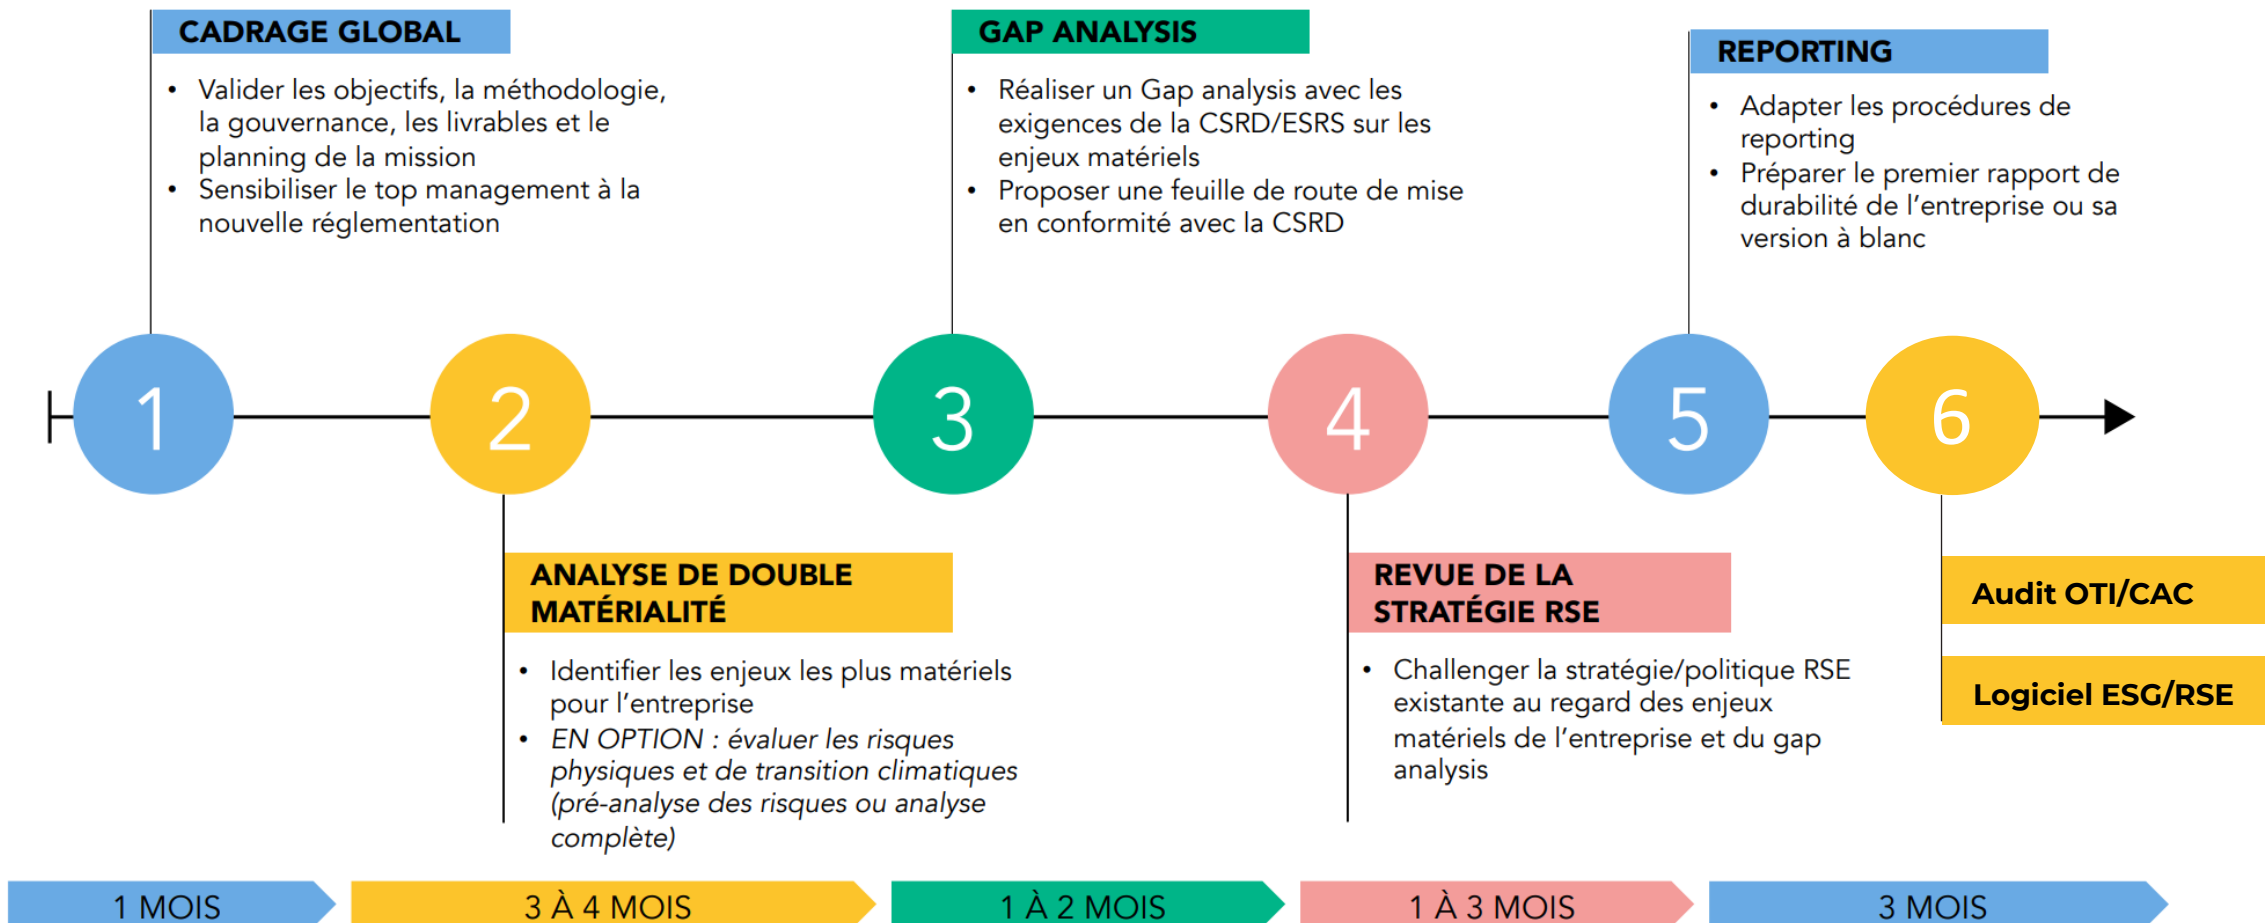 CADRAGE GLOBAL
• Valider les objectifs, la méthodologie,
la gouvernance, les livrables et le
planning de la mission
• Sensibiliser le top management à la
nouvelle réglementation
GAP ANALYSIS
• Réaliser un Gap analysis avec les
exigences de la CSRD/ESRS sur les
enjeux matériels
• Proposer une feuille de route de mise
en conformité avec la CSRD
REPORTING
• Adapter les procédures de
reporting
• Préparer le premier rapport de
durabilité de l'entreprise ou sa
version à blanc
1
2
3
4
5
6
ANALYSE DE DOUBLE
MATÉRIALITÉ
• Identifier les enjeux les plus matériels
pour l'entreprise
• EN OPTION : évaluer les risques
physiques et de transition climatiques
(pré-analyse des risques ou analyse
complète)
REVUE DE LA
STRATÉGIE RSE
• Challenger la stratégie/politique RSE
existante au regard des enjeux
matériels de l'entreprise et du gap
analysis
Audit OTI/CAC
Logiciel ESG/RSE
1 MOIS
3 À 4 MOIS
1 À 2 MOIS
1 À 3 MOIS
3 MOIS